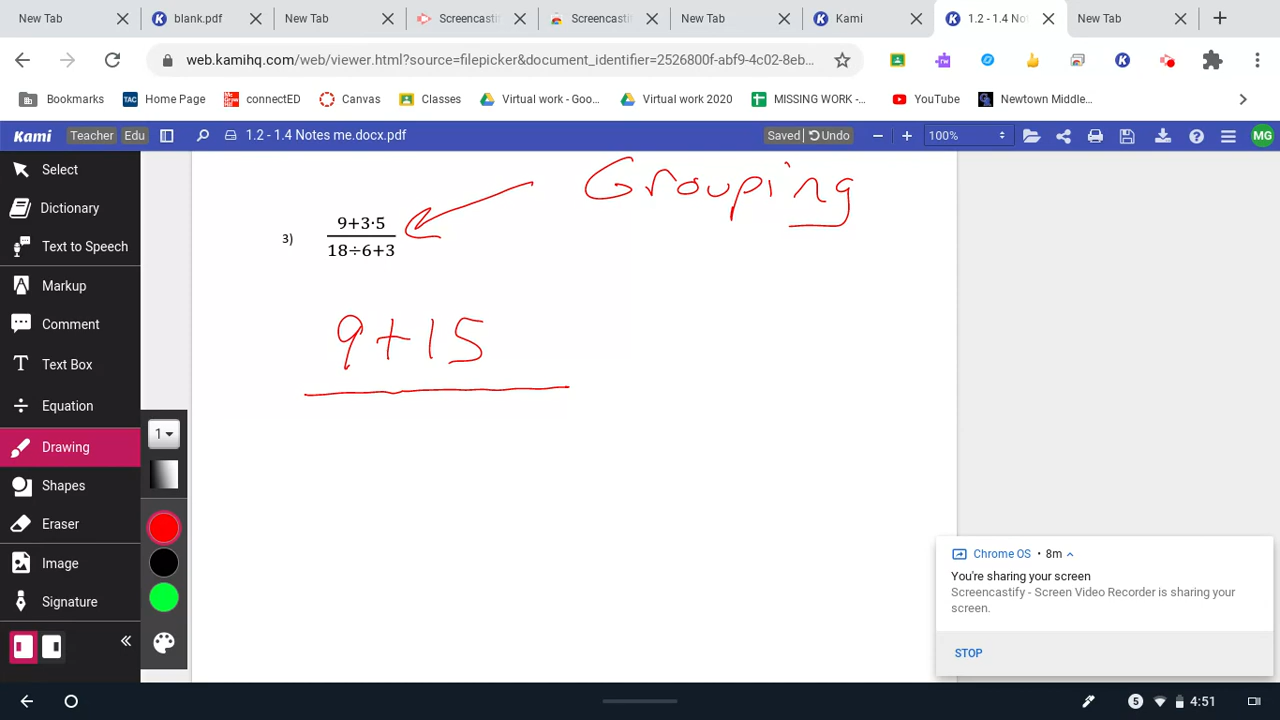 New Tab blank.pdf New Tab Screencasti Screencasti New Tab Kami 1.2 - 1.4 No New Tab
web.kamihq.com/web/viewer.html?source=filepicker&document_identifier=2526800f-abf9-4c02-8eb...
Bookmarks Home Page connectED Canvas Classes Virtual work - Goo... Virtual work 2020 MISSING WORK -... YouTube Newtown Middle...
Kami Teacher Edu 1.2 - 1.4 Notes me.docx.pdf Saved Undo 100% MG
Select
Dictionary
Text to Speech
Markup
Comment
Text Box
Equation
Drawing
Shapes
Eraser
Image
Signature
1
Grouping
3) 9+3·5
18÷6+3
9+15
Chrome OS • 8m
You're sharing your screen
Screencastify - Screen Video Recorder is sharing your
screen.
STOP
5 4:51